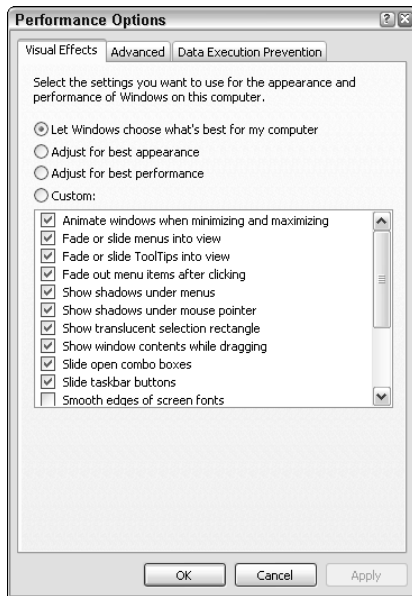 Performance Options
Visual Effects Advanced Data Execution Prevention
Select the settings you want to use for the appearance and
performance of Windows on this computer.
Let Windows choose what's best for my computer
Adjust for best appearance
Adjust for best performance
Custom:
Animate windows when minimizing and maximizing
Fade or slide menus into view
Fade or slide ToolTips into view
Fade out menu items after clicking
Show shadows under menus
Show shadows under mouse pointer
Show translucent selection rectangle
Show window contents while dragging
Slide open combo boxes
Slide taskbar buttons
Smooth edges of screen fonts
OK Cancel Apply